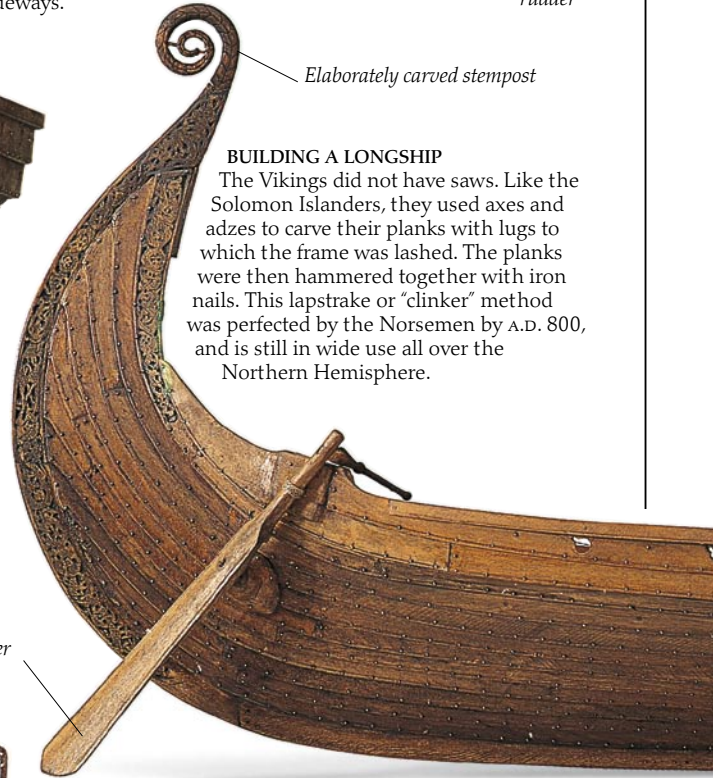 deways.
rudder
Elaborately carved stempost
BUILDING A LONGSHIP
The Vikings did not have saws. Like the
Solomon Islanders, they used axes and
adzes to carve their planks with lugs to
which the frame was lashed. The planks
were then hammered together with iron
nails. This lapstrake or “clinker” method
was perfected by the Norsemen by A.D. 800,
and is still in wide use all over the
Northern Hemisphere.
er